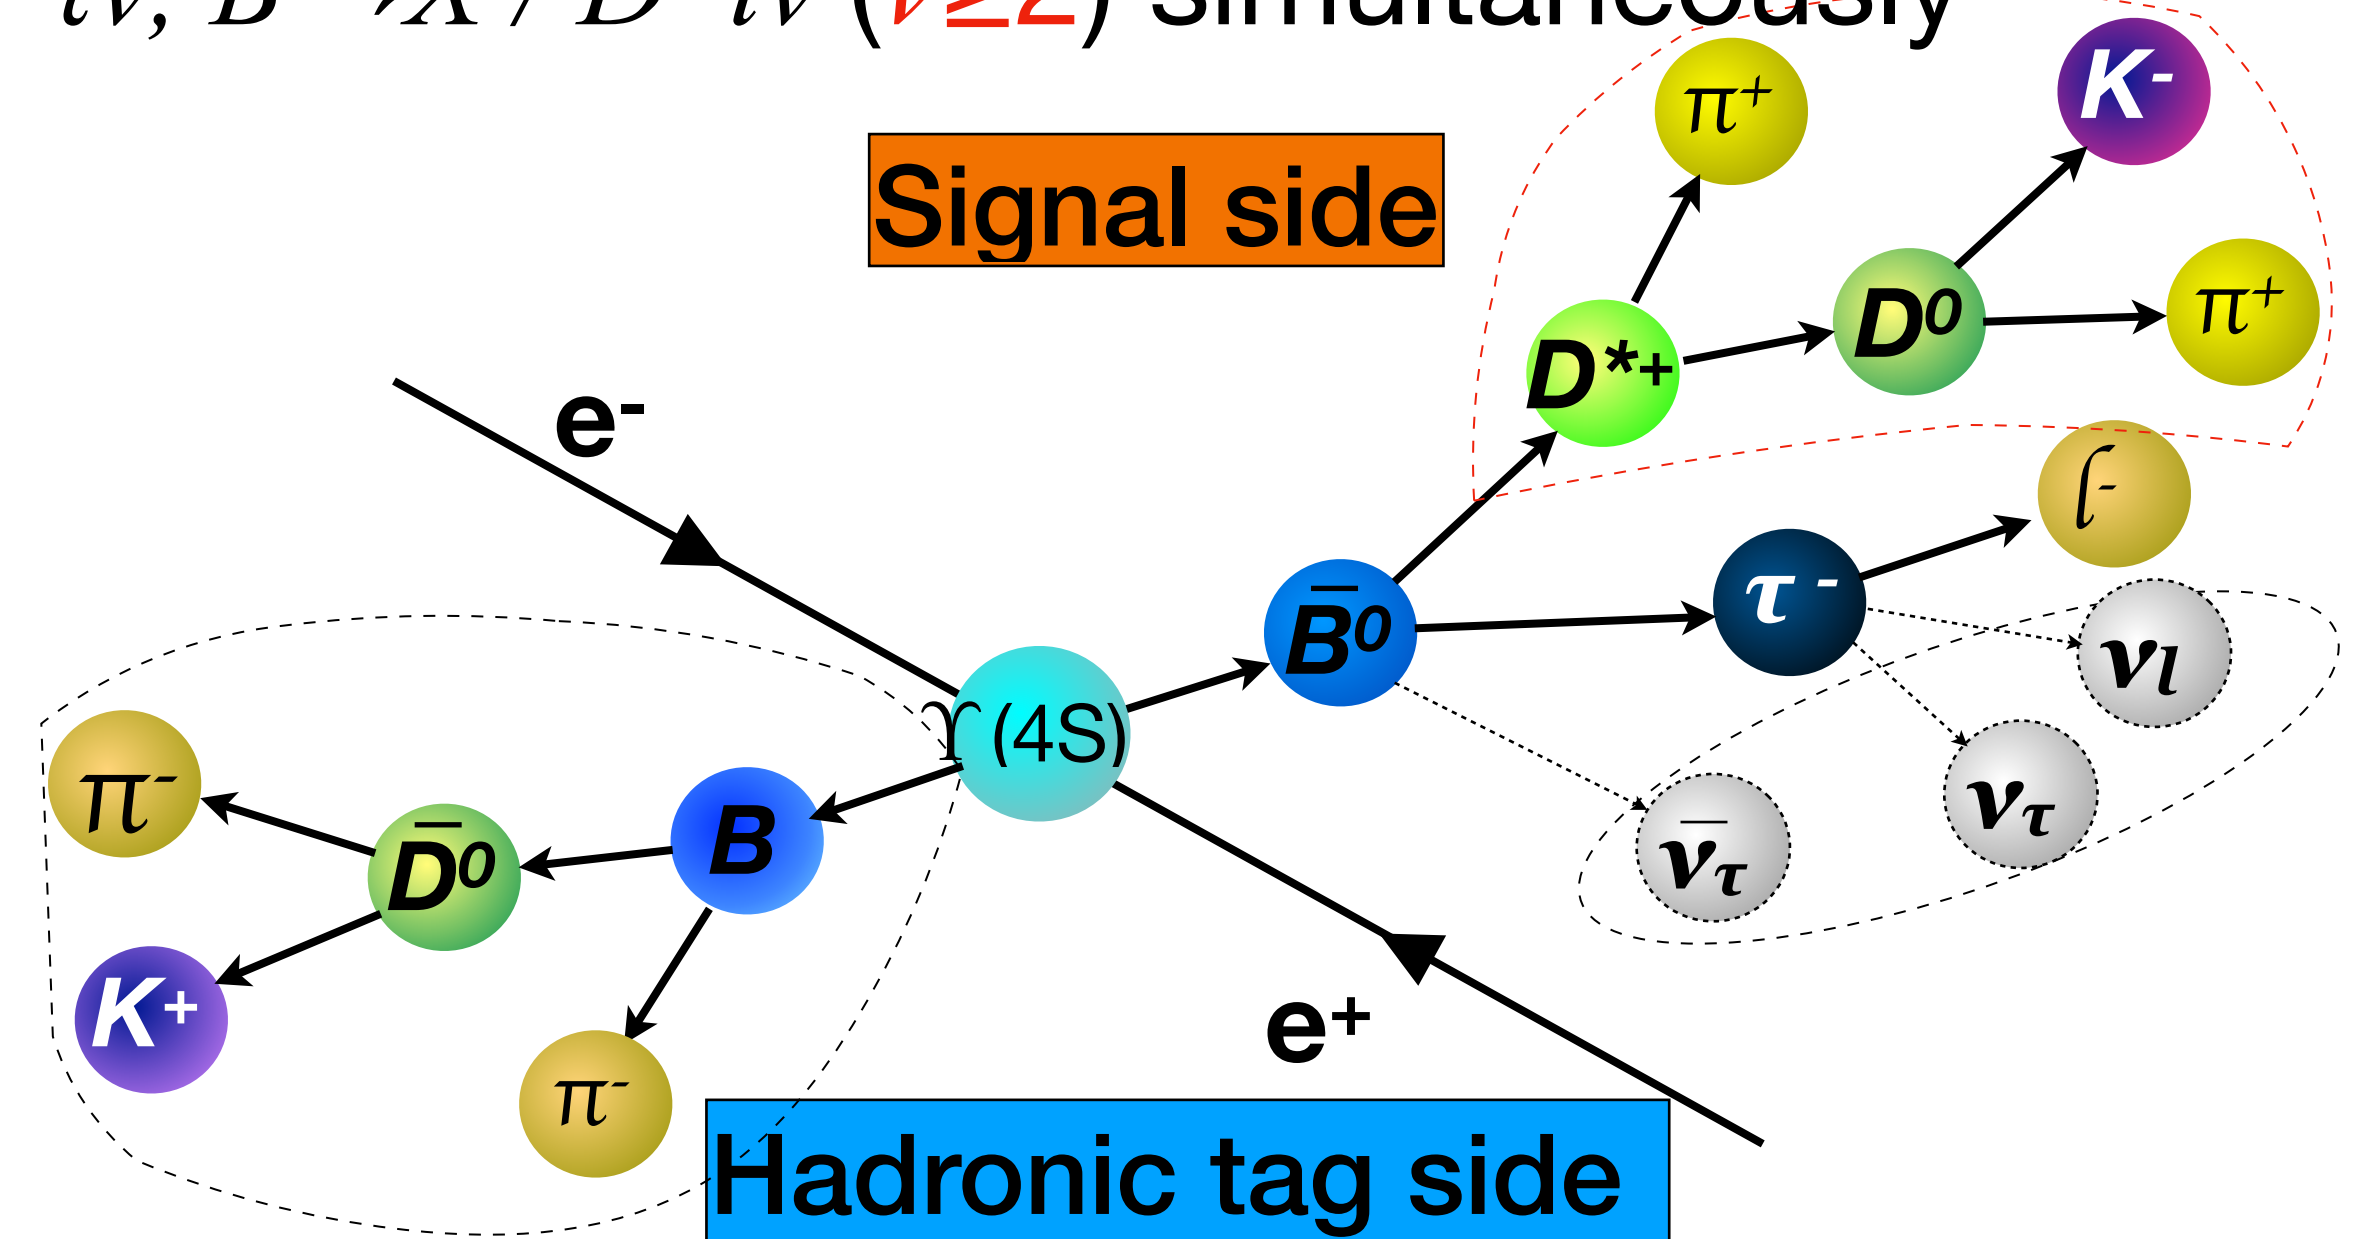 simultaneously
π⁺
K⁻
Signal side
D*⁺
D⁰
π⁺
e⁻
l⁻
τ⁻
B̅⁰
νl
ϒ(4S)
π⁻
D̅⁰
B
ν̅τ
ντ
K⁺
e⁺
π⁻
Hadronic tag side